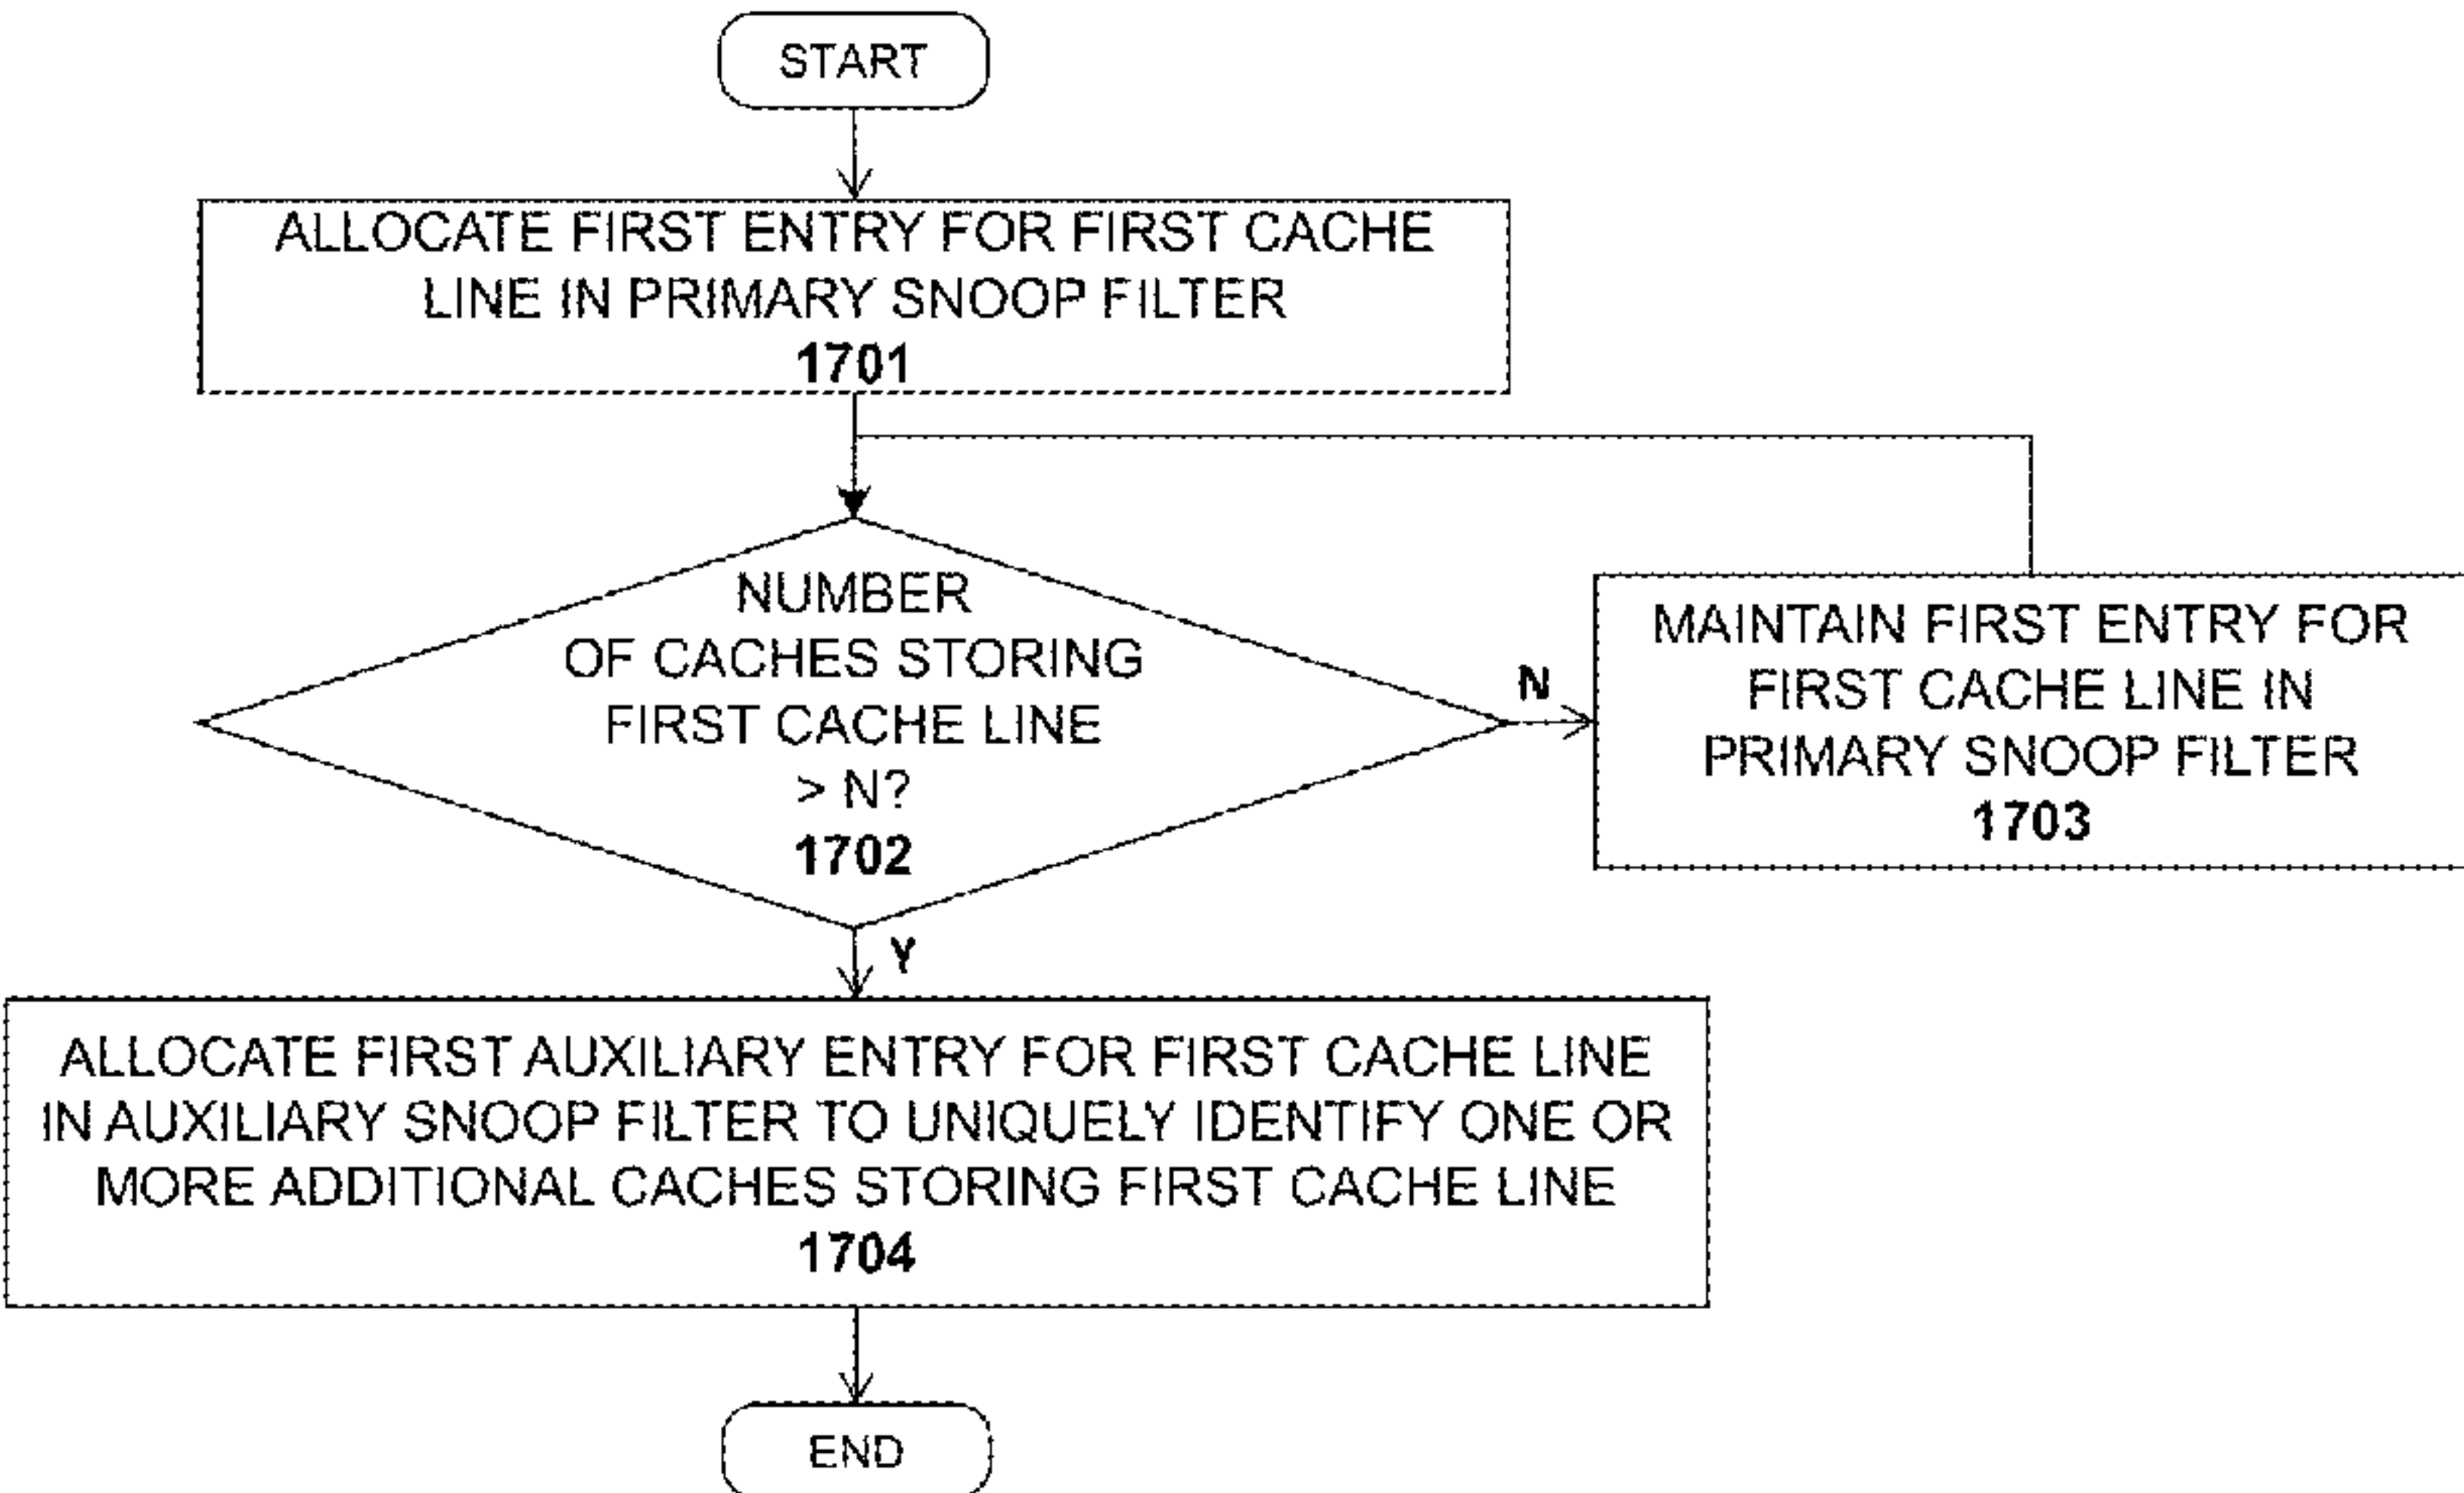 START
ALLOCATE FIRST ENTRY FOR FIRST CACHE
LINE IN PRIMARY SNOOP FILTER
1701
NUMBER
OF CACHES STORING
FIRST CACHE LINE
> N?
1702
N
MAINTAIN FIRST ENTRY FOR
FIRST CACHE LINE IN
PRIMARY SNOOP FILTER
1703
Y
ALLOCATE FIRST AUXILIARY ENTRY FOR FIRST CACHE LINE
IN AUXILIARY SNOOP FILTER TO UNIQUELY IDENTIFY ONE OR
MORE ADDITIONAL CACHES STORING FIRST CACHE LINE
1704
END